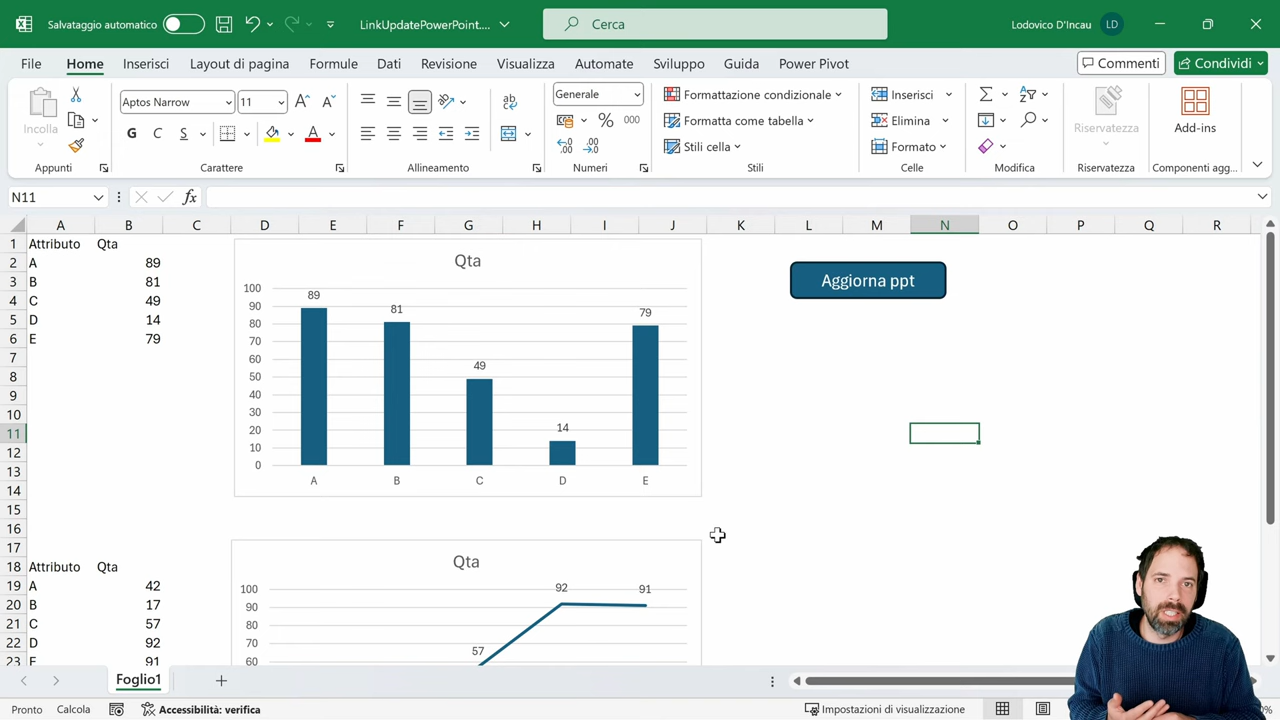 Salvataggio automatico
LinkUpdatePowerPoint....
Cerca
Lodovico D'Incau
LD
File
Home
Inserisci
Layout di pagina
Formule
Dati
Revisione
Visualizza
Automate
Sviluppo
Guida
Power Pivot
Commenti
Condividi
Incolla
Appunti
Aptos Narrow
11
G
C
S
Carattere
ab
Allineamento
Generale
%
000
Numeri
Formattazione condizionale
Formatta come tabella
Stili cella
Stili
Inserisci
Elimina
Formato
Celle
Modifica
Riservatezza
Riservatezza
Add-ins
Componenti agg...
N11
fx
A B C D E F G H I J K L M N O P Q R
1 Attributo Qta
2 A 89
3 B 81
4 C 49
5 D 14
6 E 79
7
8
9
10
11
12
13
14
15
16
17
18 Attributo Qta
19 A 42
20 B 17
21 C 57
22 D 92
23 E 91
Qta
100
90
80
70
60
50
40
30
20
10
0
89
81
49
14
79
A B C D E
Aggiorna ppt
Qta
100
90
80
70
60
57
92
91
Foglio1
Pronto
Calcola
Accessibilità: verifica
Impostazioni di visualizzazione